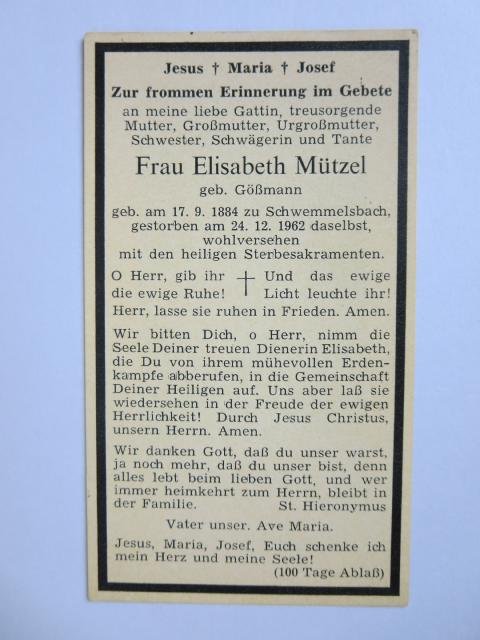 Jesus † Maria † Josef
Zur frommen Erinnerung im Gebete
an meine liebe Gattin, treusorgende
Mutter, Großmutter, Urgroßmutter,
Schwester, Schwägerin und Tante
Frau Elisabeth Mützel
geb. Gößmann
geb. am 17. 9. 1884 zu Schwemmelsbach,
gestorben am 24. 12. 1962 daselbst,
wohlversehen
mit den heiligen Sterbesakramenten.
O Herr, gib ihr † Und das ewige
die ewige Ruhe! Licht leuchte ihr!
Herr, lasse sie ruhen in Frieden. Amen.
Wir bitten Dich, o Herr, nimm die
Seele Deiner treuen Dienerin Elisabeth,
die Du von ihrem mühevollen Erden-
kampfe abberufen, in die Gemeinschaft
Deiner Heiligen auf. Uns aber laß sie
wiedersehen in der Freude der ewigen
Herrlichkeit! Durch Jesus Christus,
unsern Herrn. Amen.
Wir danken Gott, daß du unser warst,
ja noch mehr, daß du unser bist, denn
alles lebt beim lieben Gott, und wer
immer heimkehrt zum Herrn, bleibt in
der Familie. St. Hieronymus
Vater unser. Ave Maria.
Jesus, Maria, Josef, Euch schenke ich
mein Herz und meine Seele!
(100 Tage Ablaß)